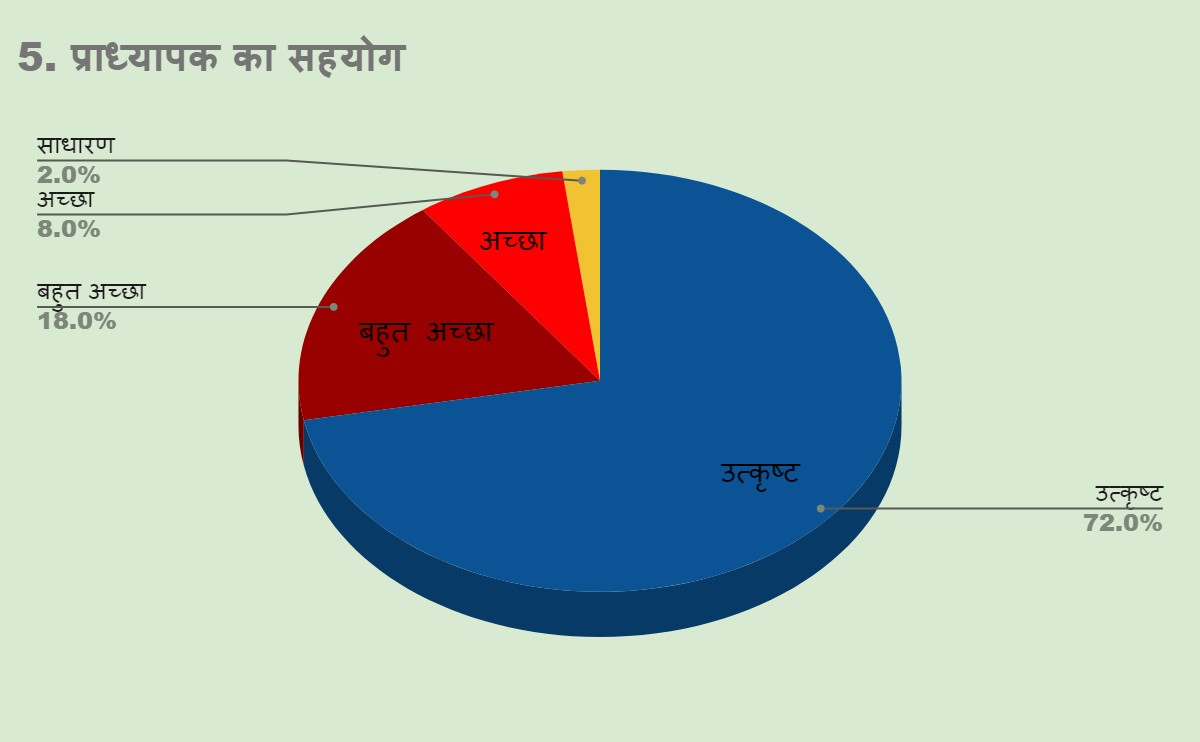 5. प्राध्यापक का सहयोग
साधारण
2.0%
अच्छा
8.0%
अच्छा
बहुत अच्छा
18.0%
बहुत अच्छा
उत्कृष्ट
उत्कृष्ट
72.0%